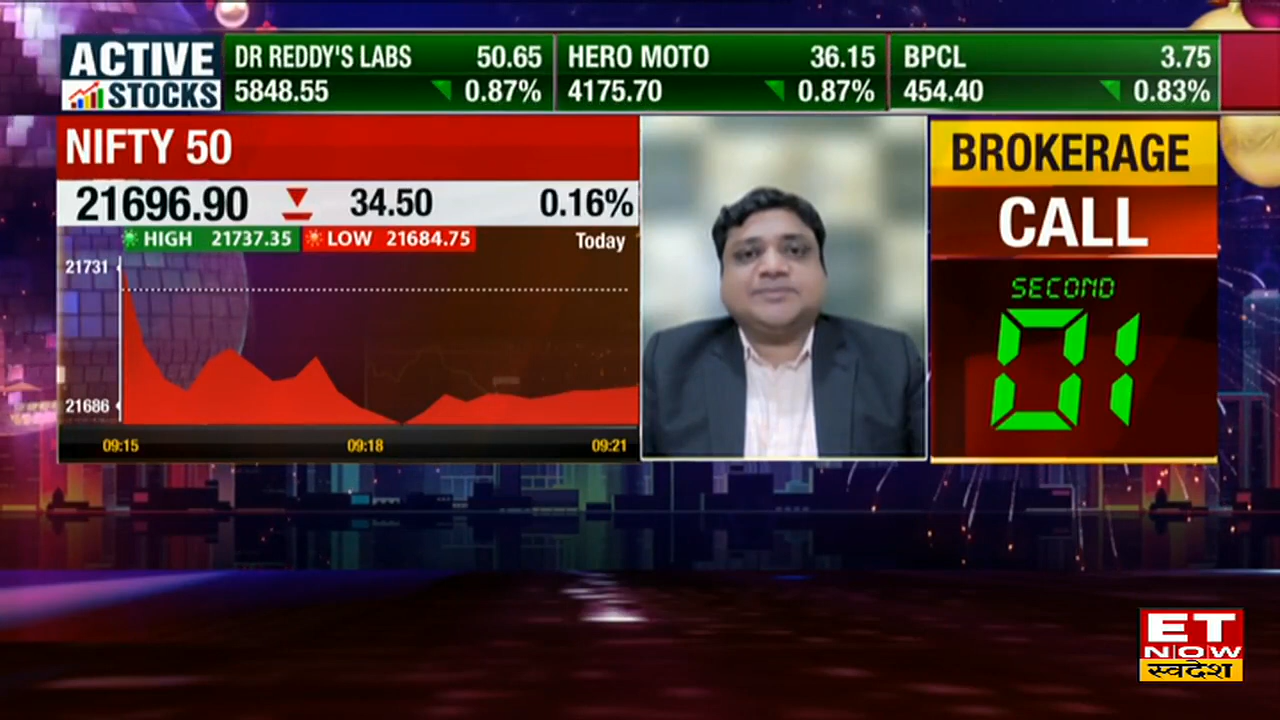 ACTIVE
STOCKS
DR REDDY'S LABS 50.65
5848.55 0.87%
HERO MOTO 36.15
4175.70 0.87%
BPCL 3.75
454.40 0.83%
NIFTY 50
21696.90 34.50 0.16%
HIGH 21737.35 LOW 21684.75 Today
21731
21686
09:15 09:18 09:21
BROKERAGE
CALL
SECOND
01
ET
NOW
स्वदेश